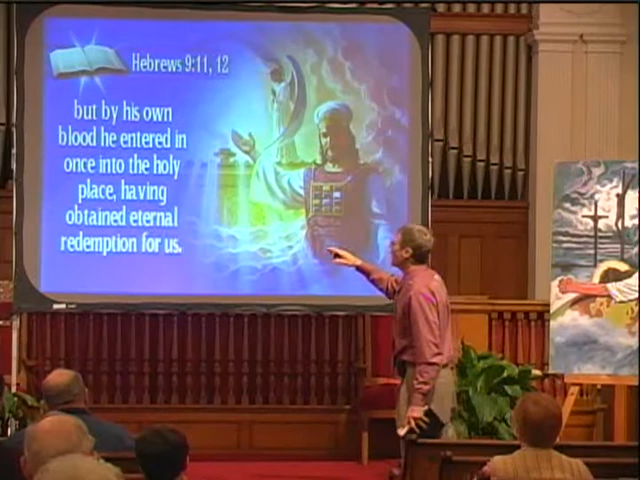 Hebrews 9:11, 12
but by his own
blood he entered in
once into the holy
place, having
obtained eternal
redemption for us.